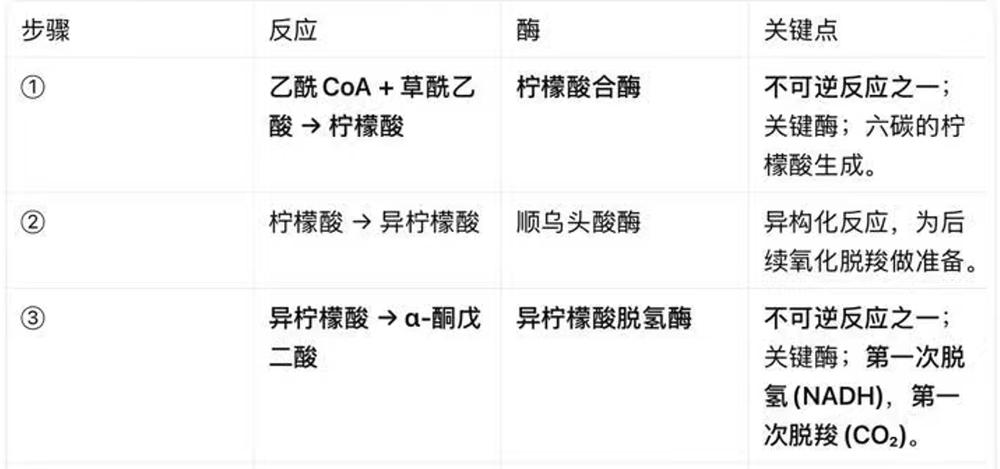 步骤 反应 酶 关键点
① 乙酰 CoA + 草酰乙 柠檬酸合酶 不可逆反应之一；
酸 → 柠檬酸 关键酶；六碳的柠
檬酸生成。
② 柠檬酸 → 异柠檬酸 顺乌头酸酶 异构化反应，为后
续氧化脱羧做准备。
③ 异柠檬酸 → α-酮戊 异柠檬酸脱氢酶 不可逆反应之一；
二酸 关键酶；第一次脱
氢 (NADH)，第一
次脱羧 (CO₂)。